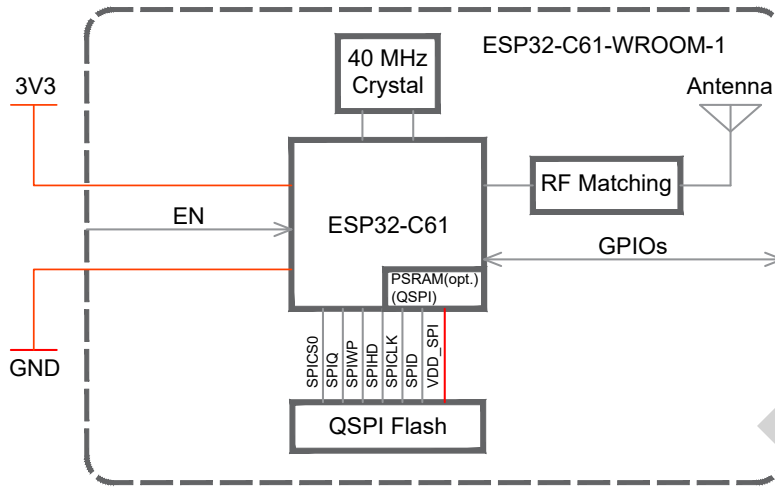 ESP32-C61-WROOM-1
40 MHz
Crystal
3V3
Antenna
RF Matching
EN
ESP32-C61
GPIOs
PSRAM(opt.)
(QSPI)
GND
SPICS0
SPIQ
SPIWP
SPIHD
SPICLK
SPID
VDD_SPI
QSPI Flash